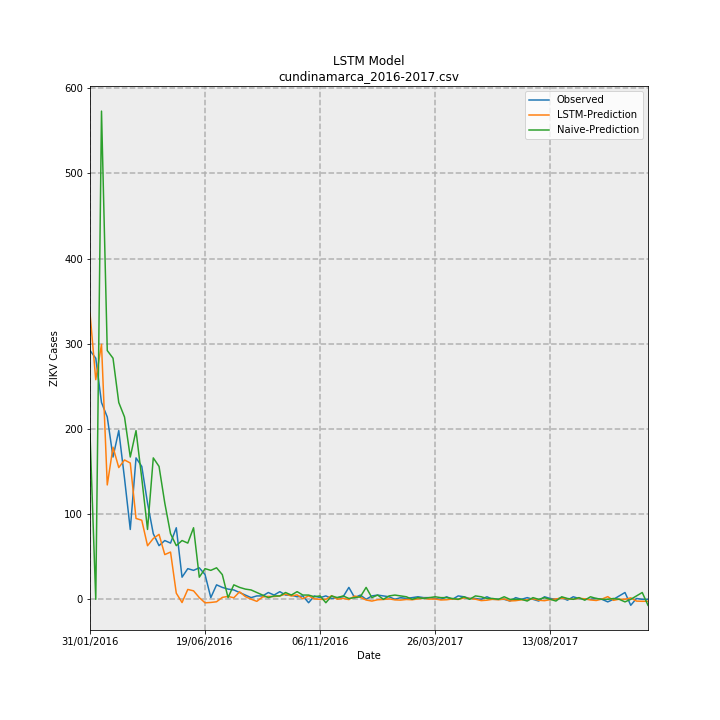 LSTM Model
cundinamarca_2016-2017.csv
Observed
LSTM-Prediction
Naive-Prediction
600
500
400
300
200
100
0
ZIKV Cases
31/01/2016
19/06/2016
06/11/2016
26/03/2017
13/08/2017
Date